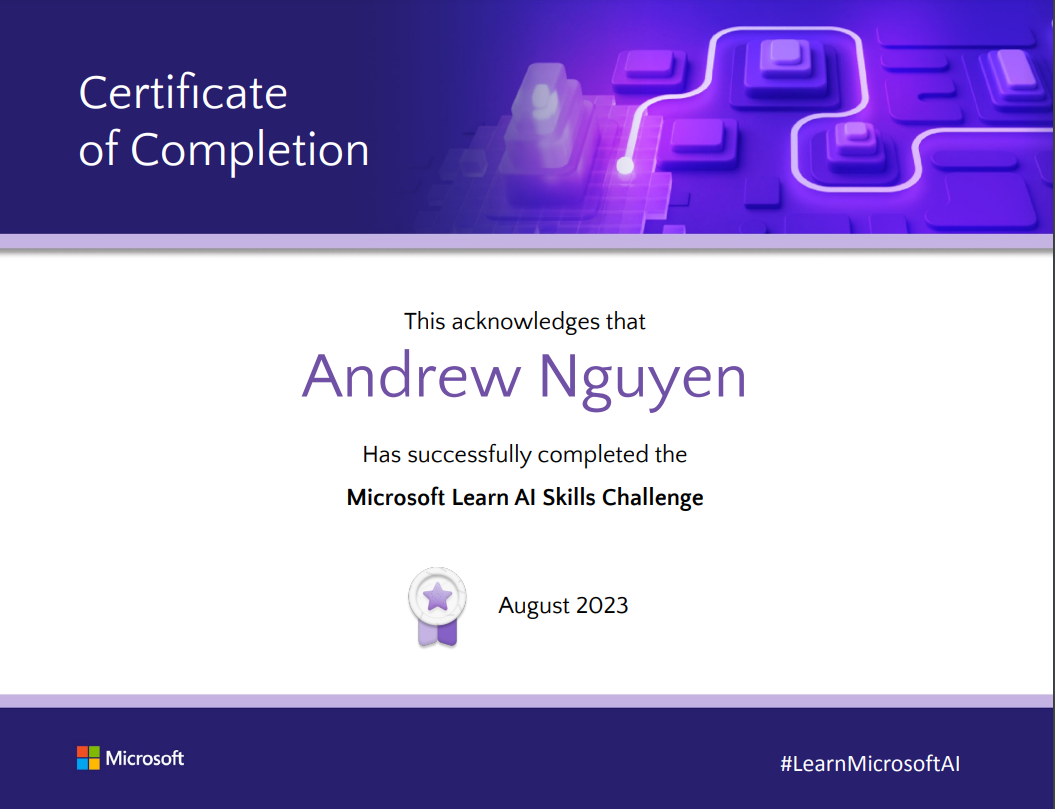 Certificate
of Completion
This acknowledges that
Andrew Nguyen
Has successfully completed the
Microsoft Learn AI Skills Challenge
August 2023
Microsoft
#LearnMicrosoftAI